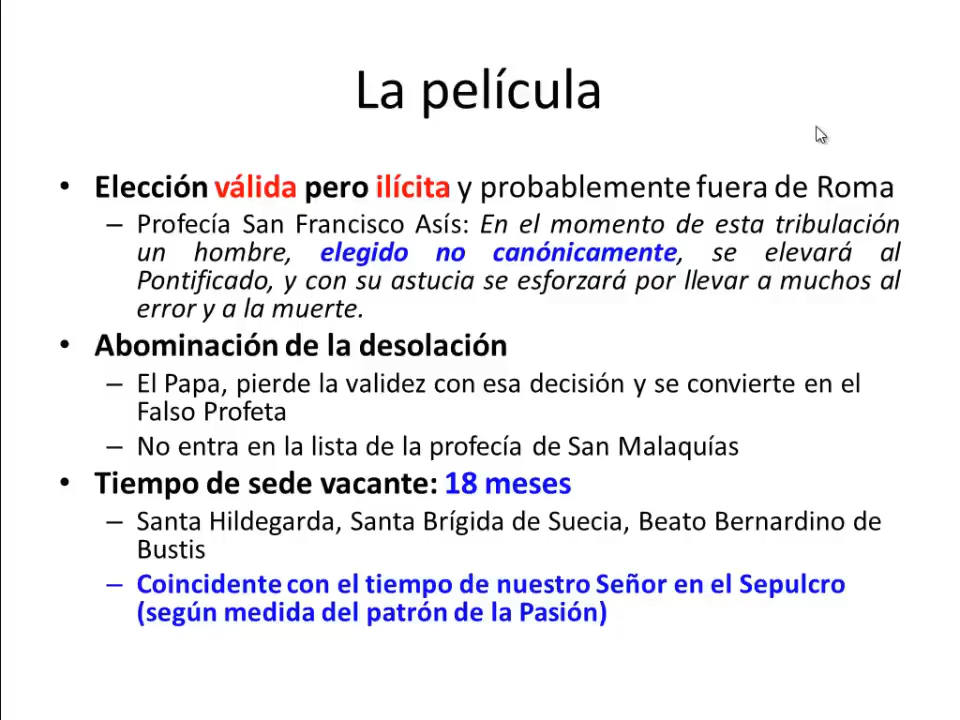 La película
• Elección válida pero ilícita y probablemente fuera de Roma
– Profecía San Francisco Asís: En el momento de esta tribulación
un hombre, elegido no canónicamente, se elevará al
Pontificado, y con su astucia se esforzará por llevar a muchos al
error y a la muerte.
• Abominación de la desolación
– El Papa, pierde la validez con esa decisión y se convierte en el
Falso Profeta
– No entra en la lista de la profecía de San Malaquías
• Tiempo de sede vacante: 18 meses
– Santa Hildegarda, Santa Brígida de Suecia, Beato Bernardino de
Bustis
– Coincidente con el tiempo de nuestro Señor en el Sepulcro
(según medida del patrón de la Pasión)